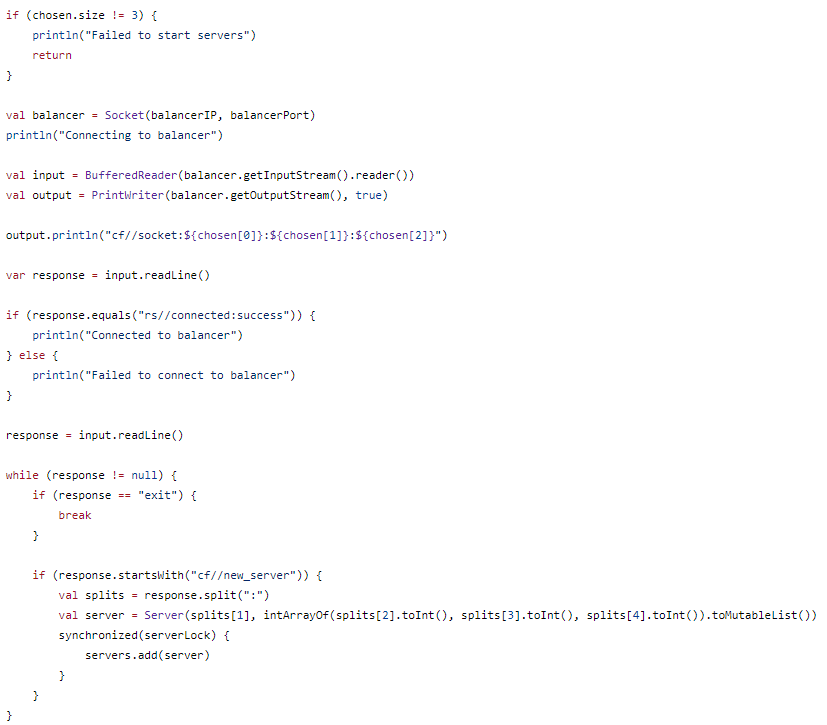 if (chosen.size != 3) {
    println("Failed to start servers")
    return
}

val balancer = Socket(balancerIP, balancerPort)
println("Connecting to balancer")

val input = BufferedReader(balancer.getInputStream().reader())
val output = PrintWriter(balancer.getOutputStream(), true)

output.println("cf//socket:${chosen[0]}:${chosen[1]}:${chosen[2]}")

var response = input.readLine()

if (response.equals("rs//connected:success")) {
    println("Connected to balancer")
} else {
    println("Failed to connect to balancer")
}

response = input.readLine()

while (response != null) {
    if (response == "exit") {
        break
    }

    if (response.startsWith("cf//new_server")) {
        val splits = response.split(":")
        val server = Server(splits[1], intArrayOf(splits[2].toInt(), splits[3].toInt(), splits[4].toInt()).toMutableList())
        synchronized(serverLock) {
            servers.add(server)
        }
    }
}